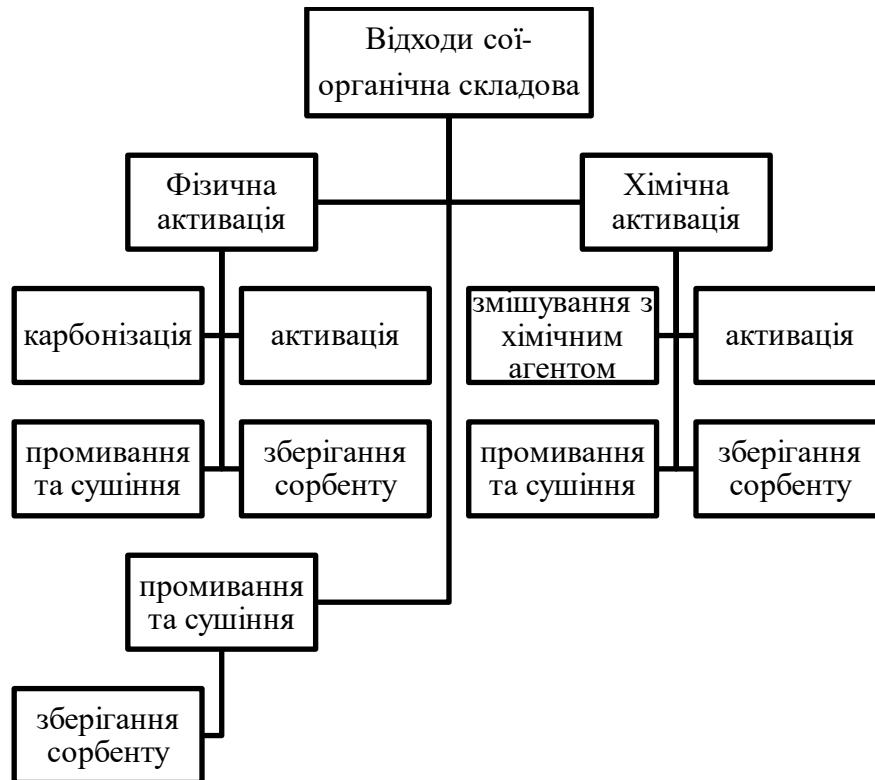 Відходи сої-
органічна складова
Фізична
активація
Хімічна
активація
карбонізація
активація
змішування з
хімічним
агентом
активація
промивання
та сушіння
зберігання
сорбенту
промивання
та сушіння
зберігання
сорбенту
промивання
та сушіння
зберігання
сорбенту